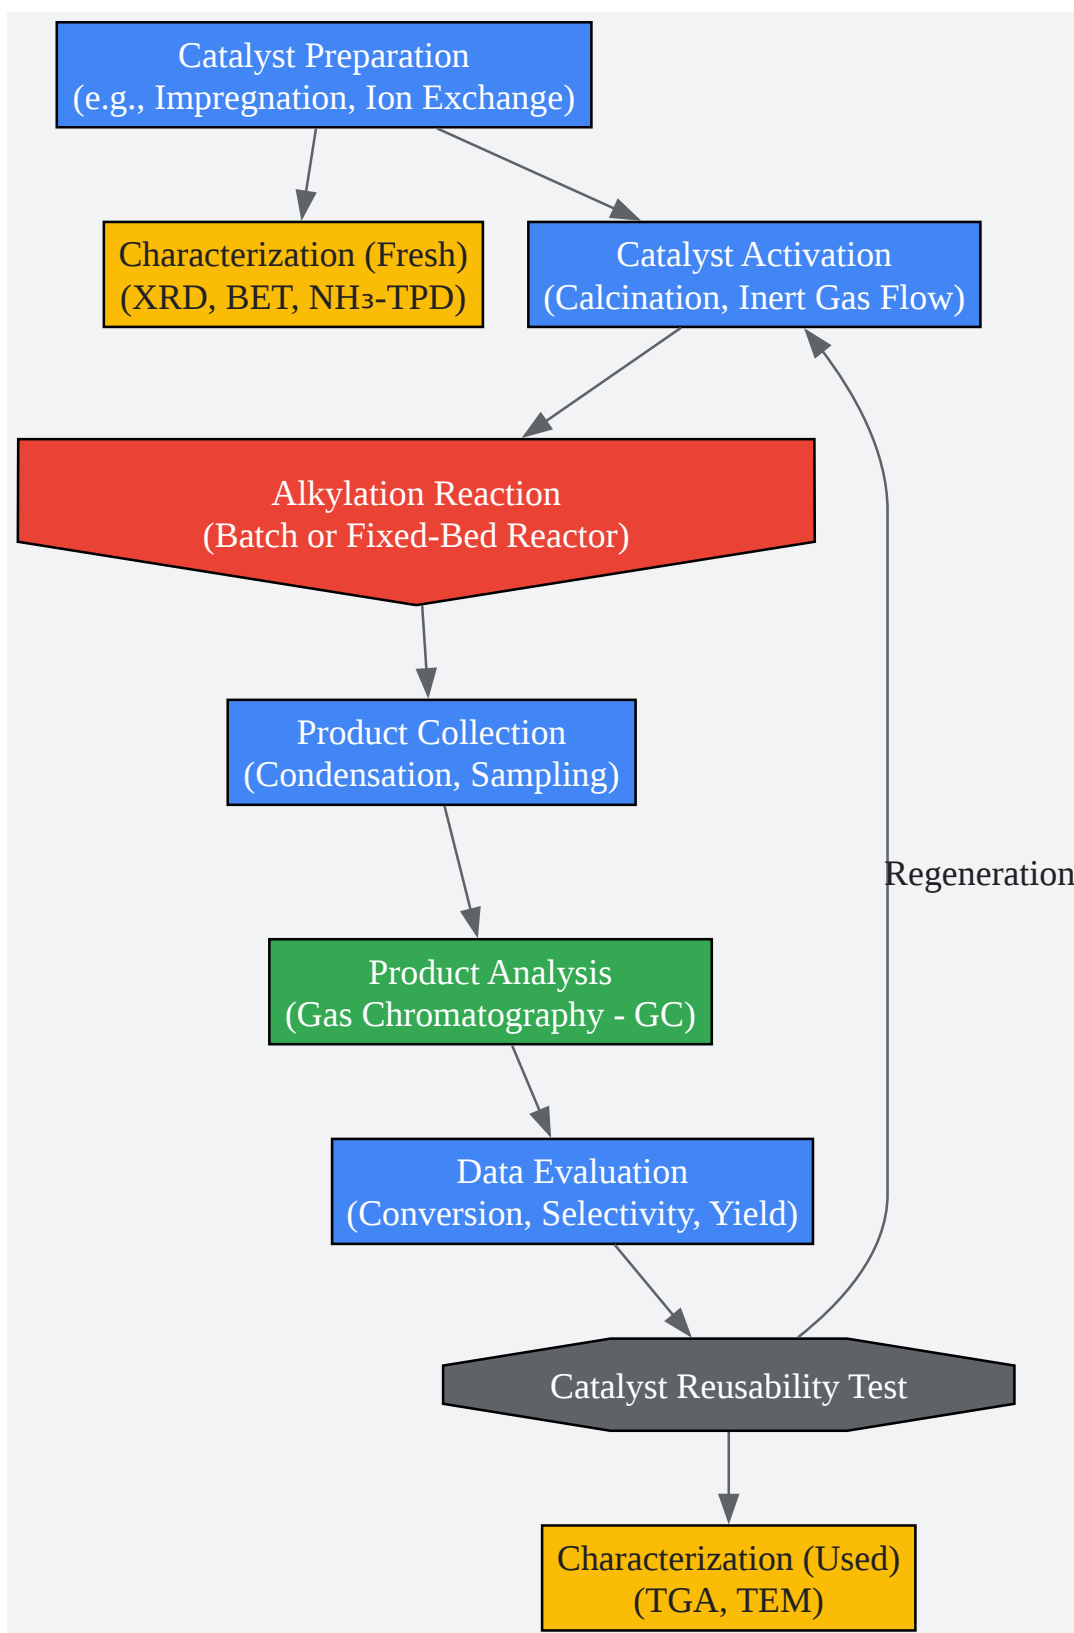 Catalyst Preparation
(e.g., Impregnation, Ion Exchange)
Characterization (Fresh)
(XRD, BET, NH₃-TPD)
Catalyst Activation
(Calcination, Inert Gas Flow)
Alkylation Reaction
(Batch or Fixed-Bed Reactor)
Product Collection
(Condensation, Sampling)
Regeneration
Product Analysis
(Gas Chromatography - GC)
Data Evaluation
(Conversion, Selectivity, Yield)
Catalyst Reusability Test
Characterization (Used)
(TGA, TEM)